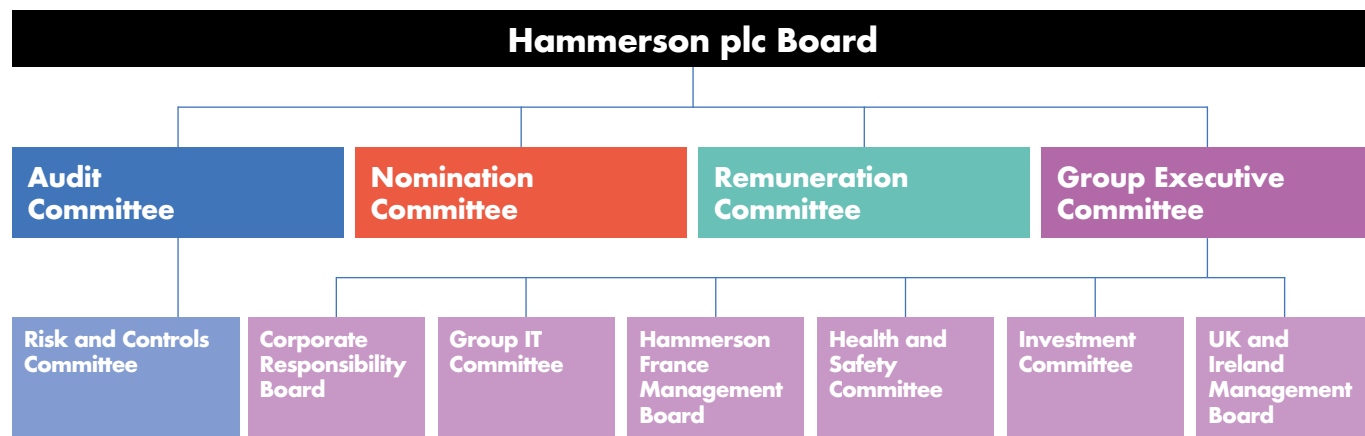 Hammerson plc Board
Audit
Committee
Nomination
Committee
Remuneration
Committee
Group Executive
Committee
Risk and Controls
Committee
Corporate
Responsibility
Board
Group IT
Committee
Hammerson
France
Management
Board
Health and
Safety
Committee
Investment
Committee
UK and
Ireland
Management
Board